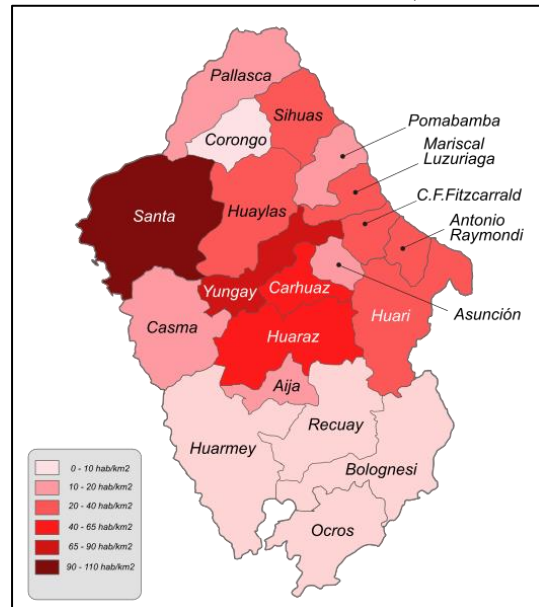 Pallasca
Sihuas
Pomabamba
Corongo
Mariscal
Luzuriaga
C.F.Fitzcarrald
Santa
Huaylas
Antonio
Raymondi
Yungay
Carhuaz
Asunción
Casma
Huari
Huaraz
Aija
Recuay
Huarmey
Bolognesi
Ocros
0 - 10 hab/km2
10 - 20 hab/km2
20 - 40 hab/km2
40 - 65 hab/km2
65 - 90 hab/km2
90 - 110 hab/km2